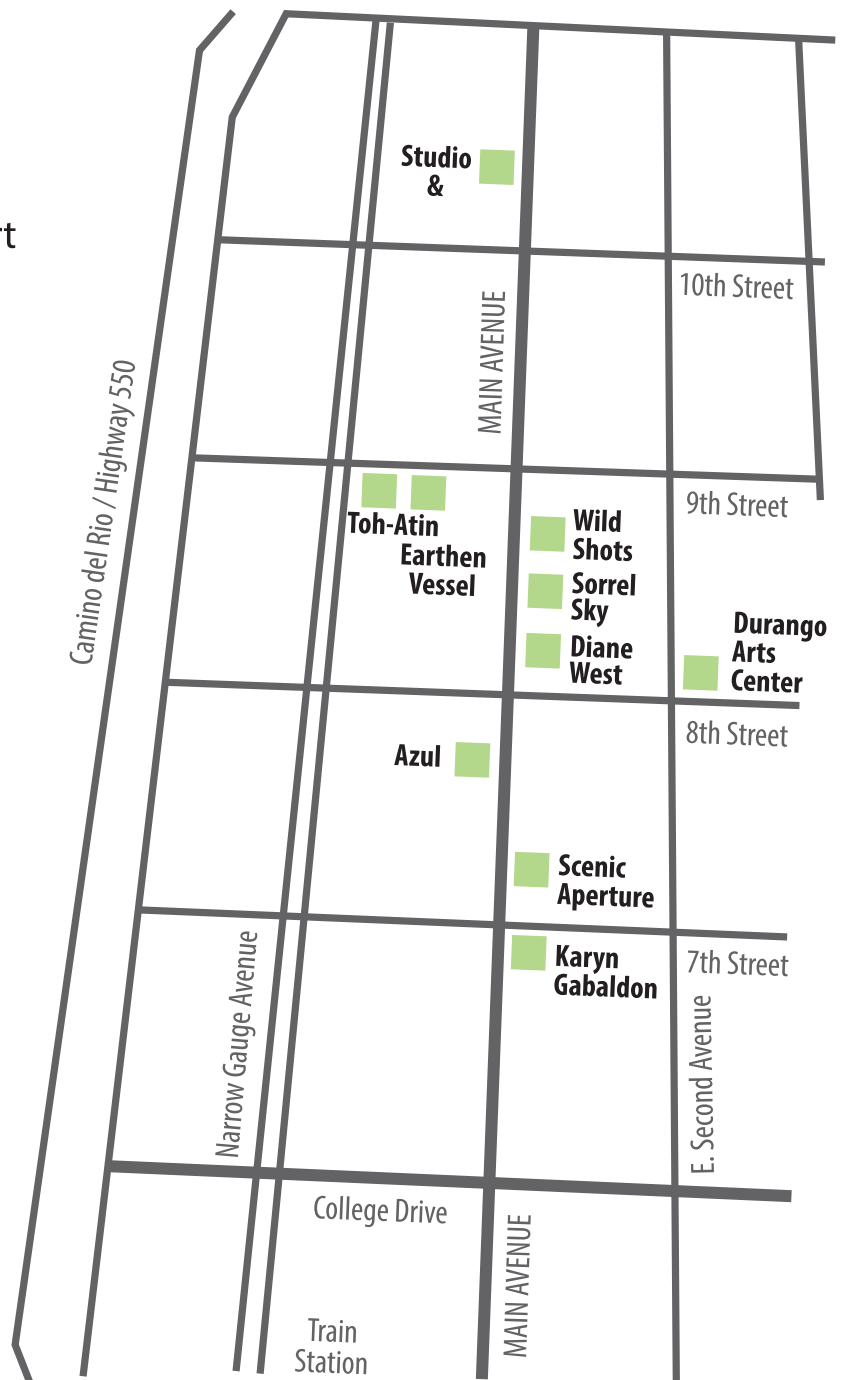 Studio
&
rt
10th Street
MAIN AVENUE
Camino del Rio / Highway 550
9th Street
Toh-Atin
Earthen
Vessel
Wild
Shots
Sorrel
Sky
Diane
West
Durango
Arts
Center
8th Street
Azul
Scenic
Aperture
Karyn
Gabaldon
7th Street
Narrow Gauge Avenue
E. Second Avenue
College Drive
MAIN AVENUE
Train
Station